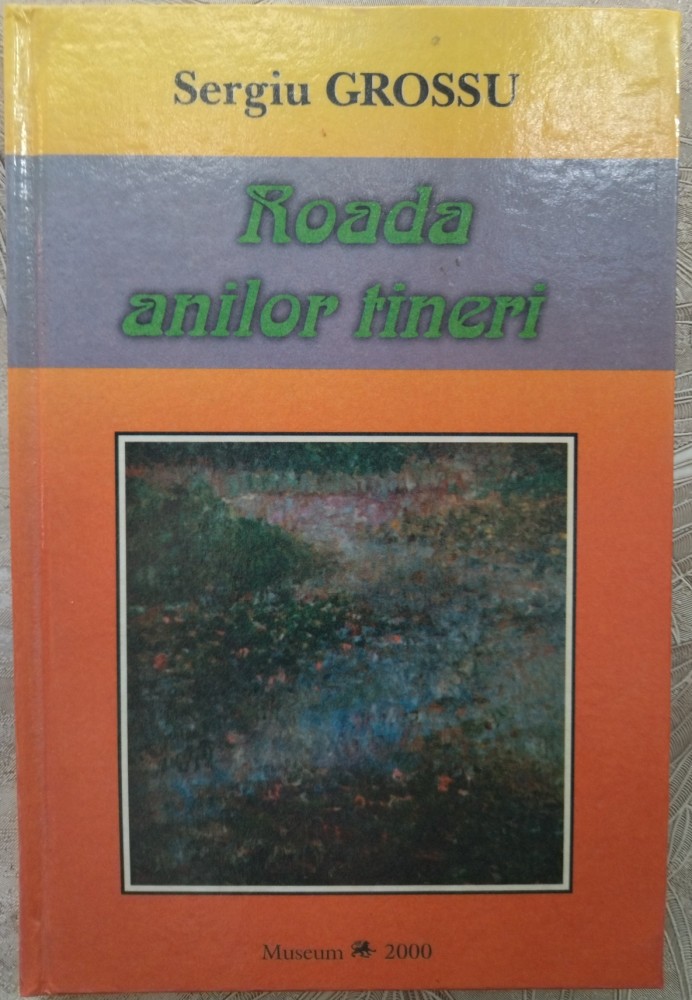 Sergiu GROSSU
Roada
anilor tineri
Museum 2000